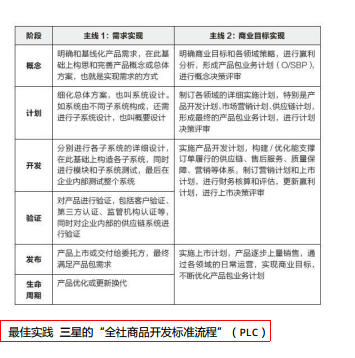 阶段 主线1:需求实现 主线2:商业目标实现
概念
明确和基线化产品需求,在此基
础上构思和完善产品概念或总体
方案,也就是实现需求的方式
明确商业目标和各领域策略,进行赢利
分析,形成产品包业务计划(O/SBP),
进行概念决策评审
计划
细化总体方案,也叫系统设计。
如系统由不同子系统构成,还需
进行子系统设计,也叫概要设计
制订各领域的详细实施计划,特别是产
品开发计划、市场营销计划、供应链计划,
形成最终的产品包业务计划,进行计划
决策评审
开发
分别进行各子系统的详细设计,
在此基础上构造各子系统,同时
进行模块和子系统测试,最后在
企业内部测试整个系统
实施产品开发计划,构建/优化能支撑
订单履行的供应链、售后服务、质量保
障、营销等体系,制订营销计划和上市
计划,进行财务核算和评估,更新赢利
计划,进行上市决策评审
验证
对产品进行验证,包括客户验证、
第三方认证、监管机构认证等,
同时对企业内部的供应链系统进
行验证
发布
产品上市或交付给委托方,最终
满足产品包需求
实施上市计划,产品逐步上量销售,通
过各领域的日常运营,实现商业目标,
不断优化产品包业务计划
生命
周期
产品优化或更新换代
最佳实践 三星的“全社商品开发标准流程”(PLC)